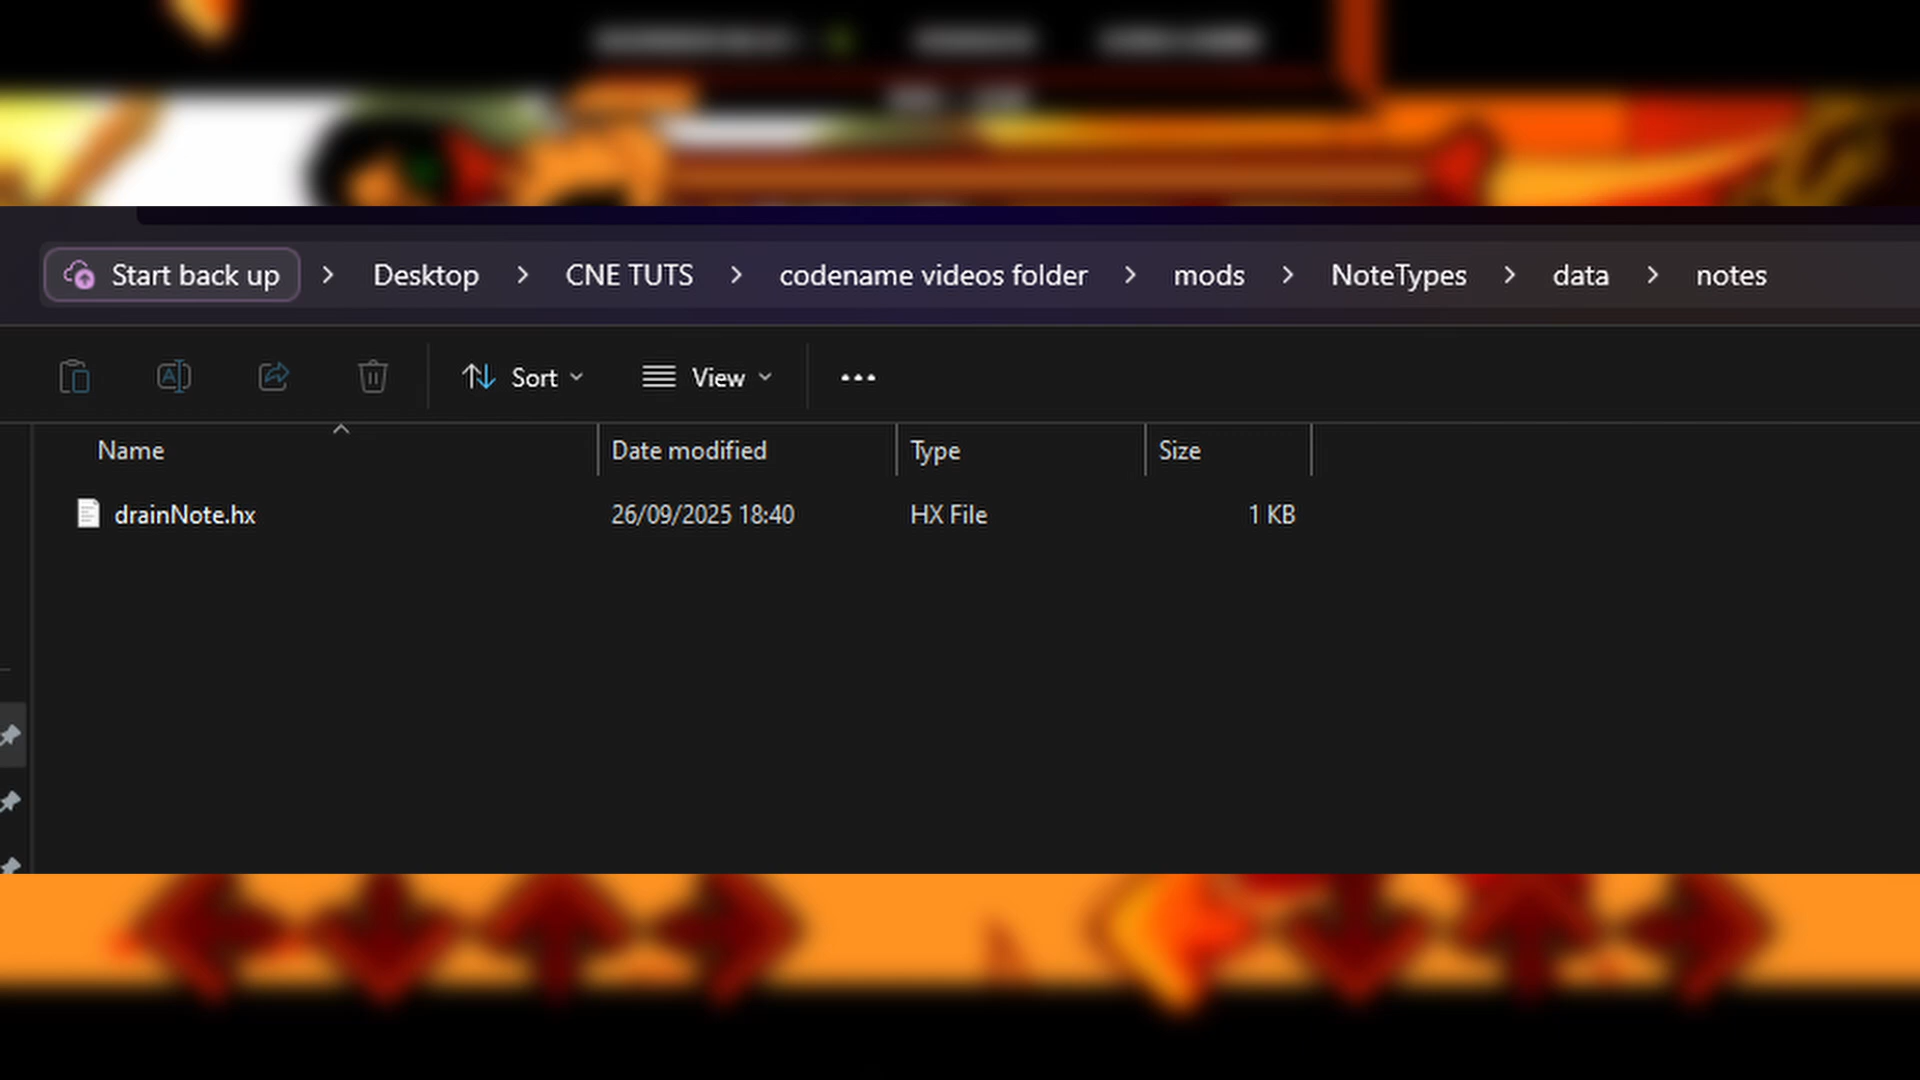 Start back up > Desktop > CNE TUTS > codename videos folder > mods > NoteTypes > data > notes
Sort View
Name Date modified Type Size
drainNote.hx 26/09/2025 18:40 HX File 1 KB